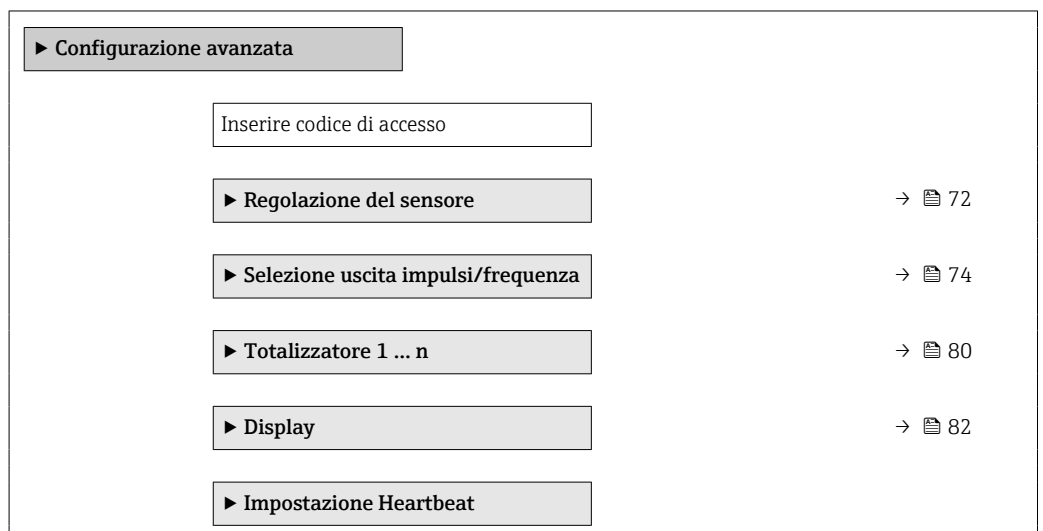 ▶ Configurazione avanzata
Inserire codice di accesso
▶ Regolazione del sensore → 72
▶ Selezione uscita impulsi/frequenza → 74
▶ Totalizzatore 1 … n → 80
▶ Display → 82
▶ Impostazione Heartbeat